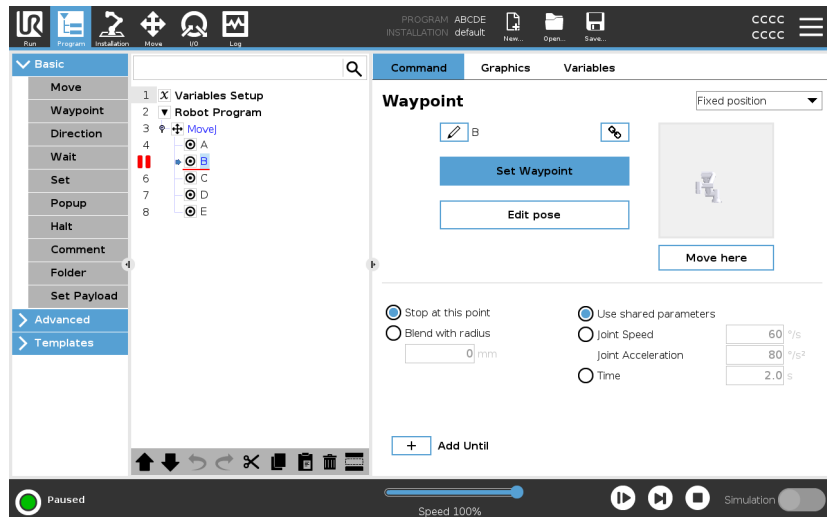 PROGRAM ABCDE
INSTALLATION default
cccc
cccc
UR
Run
Program
Installation
Move
I/O
Log
New...
Open...
Save...
Basic
Move
Waypoint
Direction
Wait
Set
Popup
Halt
Comment
Folder
Set Payload
Advanced
Templates
1 X Variables Setup
2 Robot Program
3 MoveJ
4 A
B
6 C
7 D
8 E
Command Graphics Variables
Waypoint
Fixed position
B
Set Waypoint
Edit pose
Move here
Stop at this point
Blend with radius
0 mm
Use shared parameters
Joint Speed 60 °/s
Joint Acceleration 80 °/s²
Time 2.0 s
+ Add Until
Paused
Speed 100%
Simulation